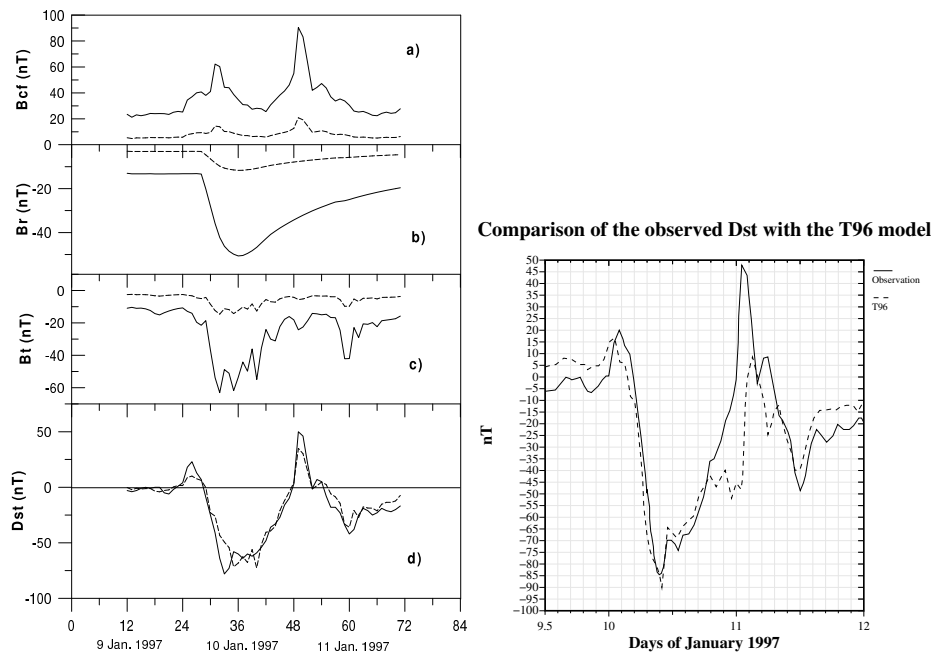 100
80
60
40
20
0
Bcf (nT)
a)
-20
-40
Br (nT)
b)
0
-20
-40
-60
Bt (nT)
c)
50
0
-50
-100
Dst (nT)
d)
0 12 24 36 48 60 72 84
9 Jan. 1997 10 Jan. 1997 11 Jan. 1997
Comparison of the observed Dst with the T96 model
50
45
40
35
30
25
20
15
10
5
0
-5
-10
-15
-20
-25
-30
-35
-40
-45
-50
-55
-60
-65
-70
-75
-80
-85
-90
-95
-100
nT
Observation
T96
9.5 10 11 12
Days of January 1997